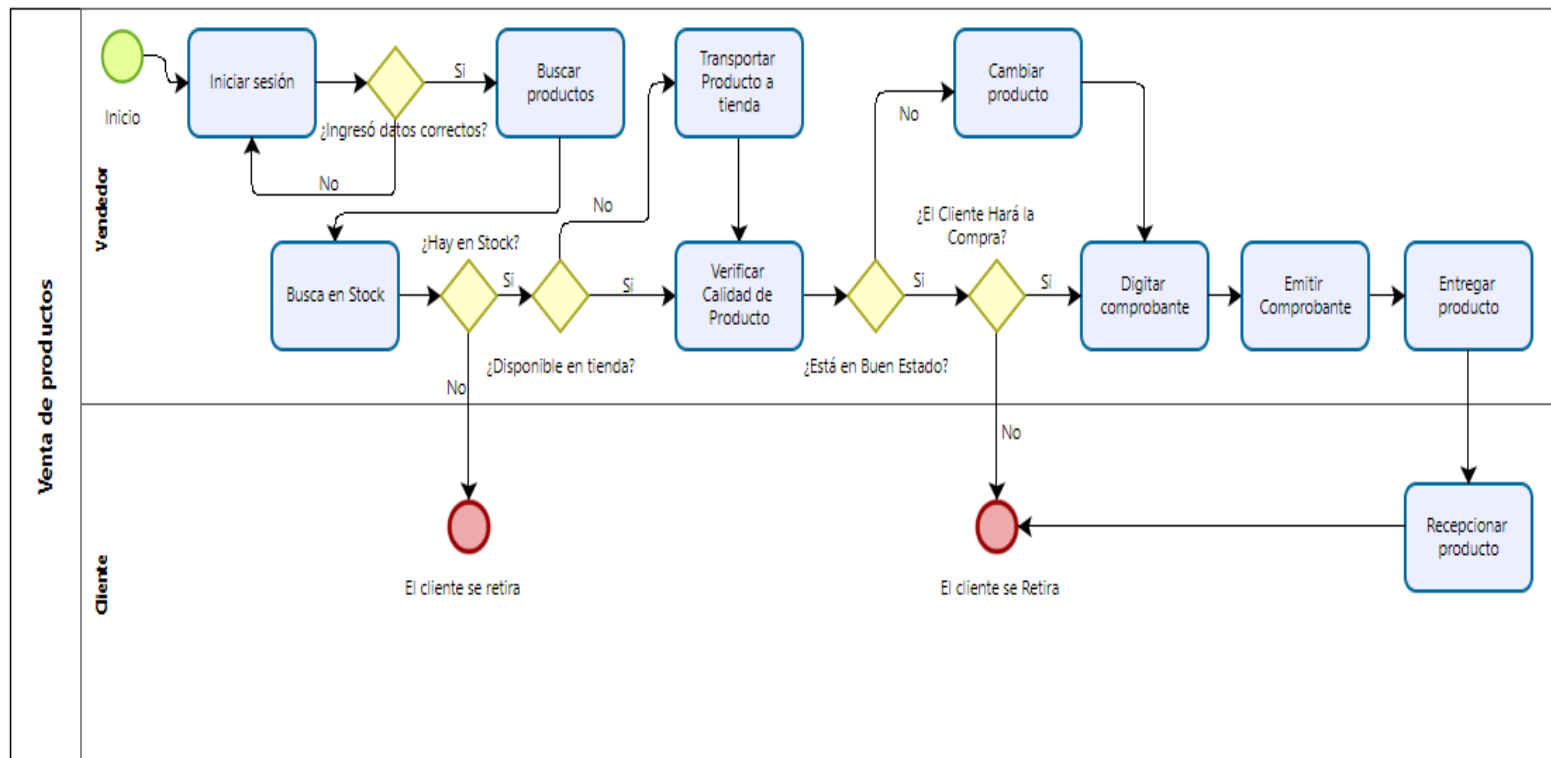 Venta de productos
Vendedor
Inicio
Iniciar sesión
¿Ingresó datos correctos?
Si
No
Buscar
productos
Busca en Stock
¿Hay en Stock?
Si
No
¿Disponible en tienda?
No
Si
Transportar
Producto a
tienda
Verificar
Calidad de
Producto
¿Está en Buen Estado?
No
Si
Cambiar
producto
¿El Cliente Hará la
Compra?
Si
No
Digitar
comprobante
Emitir
Comprobante
Entregar
producto
Cliente
El cliente se retira
El cliente se Retira
Recepcionar
producto